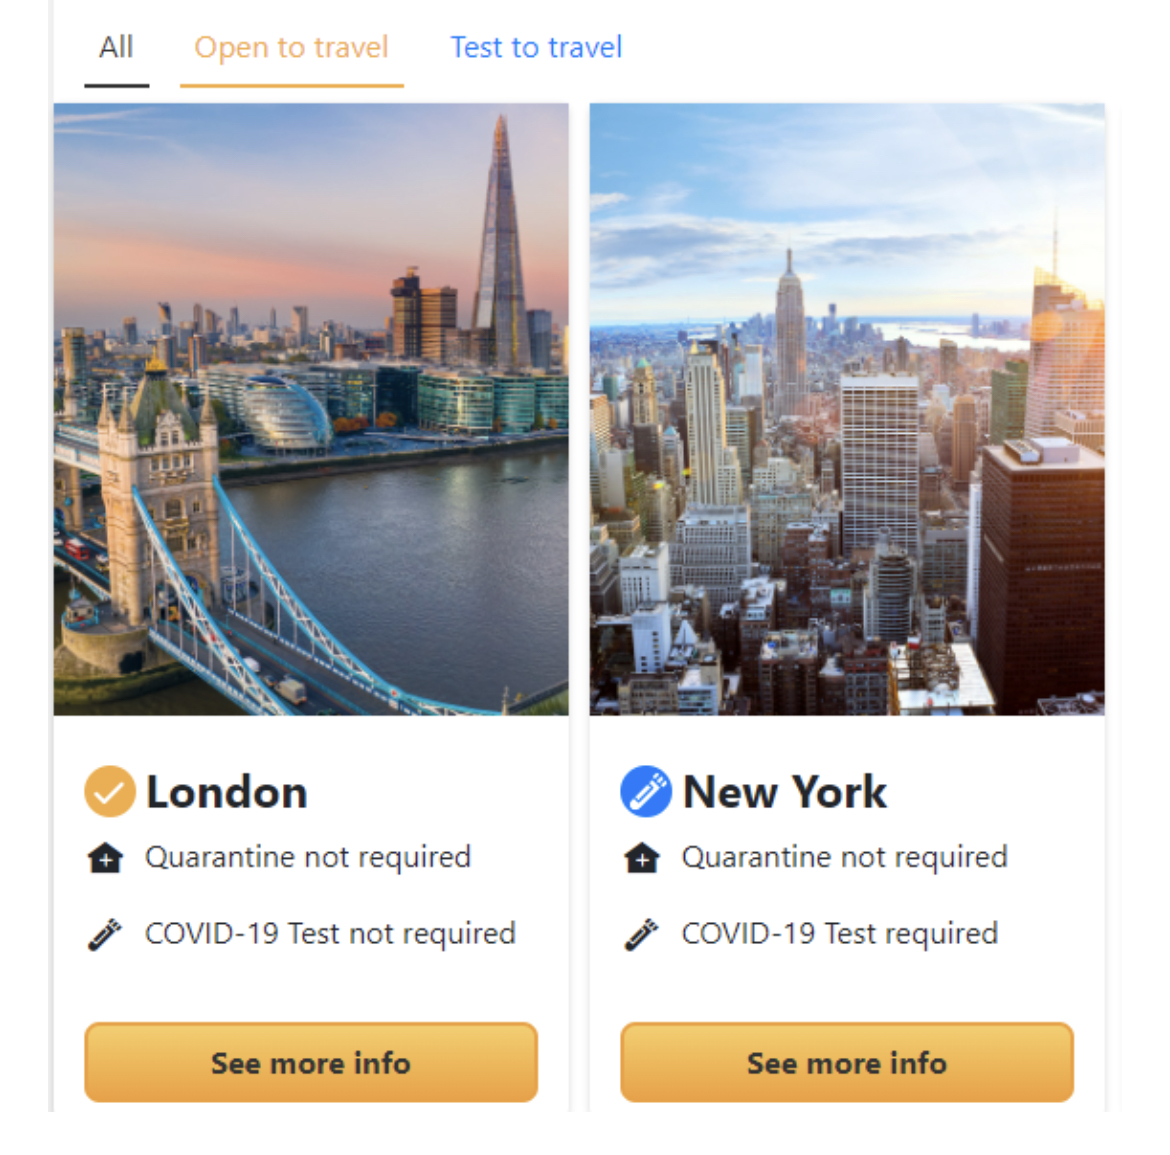 All
Open to travel
Test to travel
London
Quarantine not required
COVID-19 Test not required
See more info
New York
Quarantine not required
COVID-19 Test required
See more info